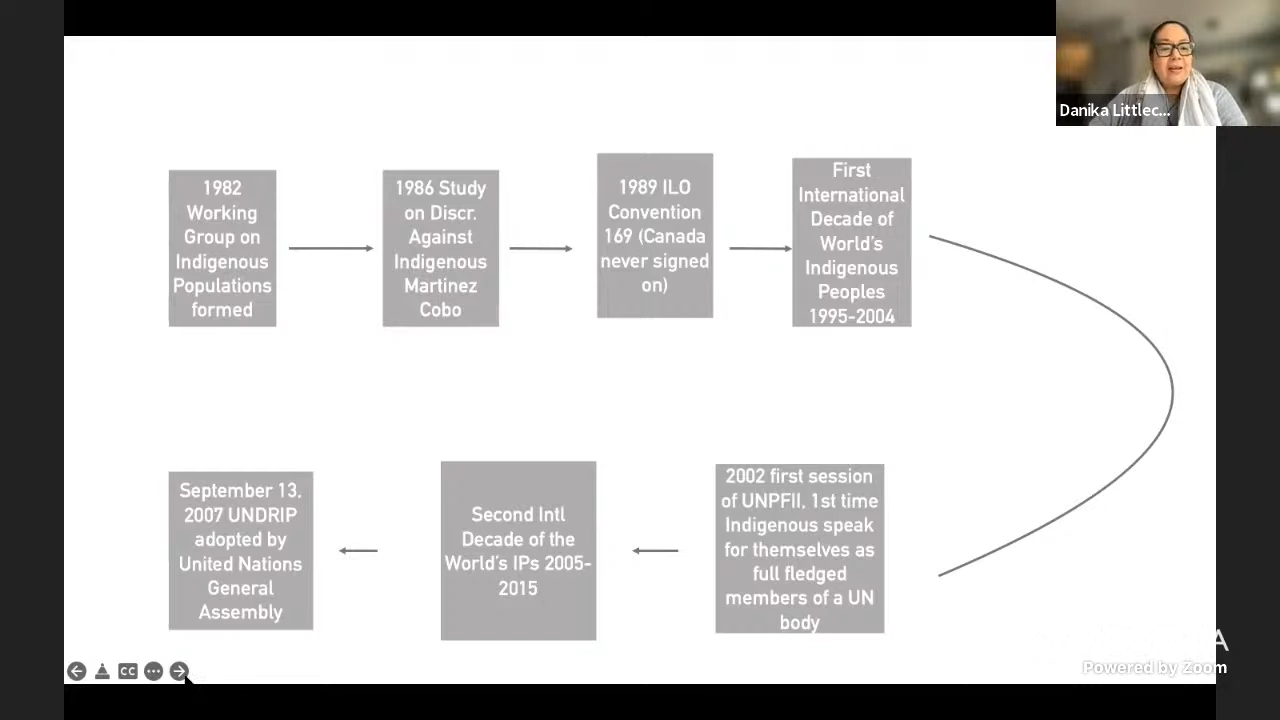 Danika Littlec...
1982
Working
Group on
Indigenous
Populations
formed
1986 Study
on Discr.
Against
Indigenous
Martinez
Cobo
1989 ILO
Convention
169 (Canada
never signed
on)
First
International
Decade of
World's
Indigenous
Peoples
1995-2004
September 13,
2007 UNDRIP
adopted by
United Nations
General
Assembly
Second Intl
Decade of the
World's IPs 2005-
2015
2002 first session
of UNPFII, 1st time
Indigenous speak
for themselves as
full fledged
members of a UN
body
CC
Powered by Zoom